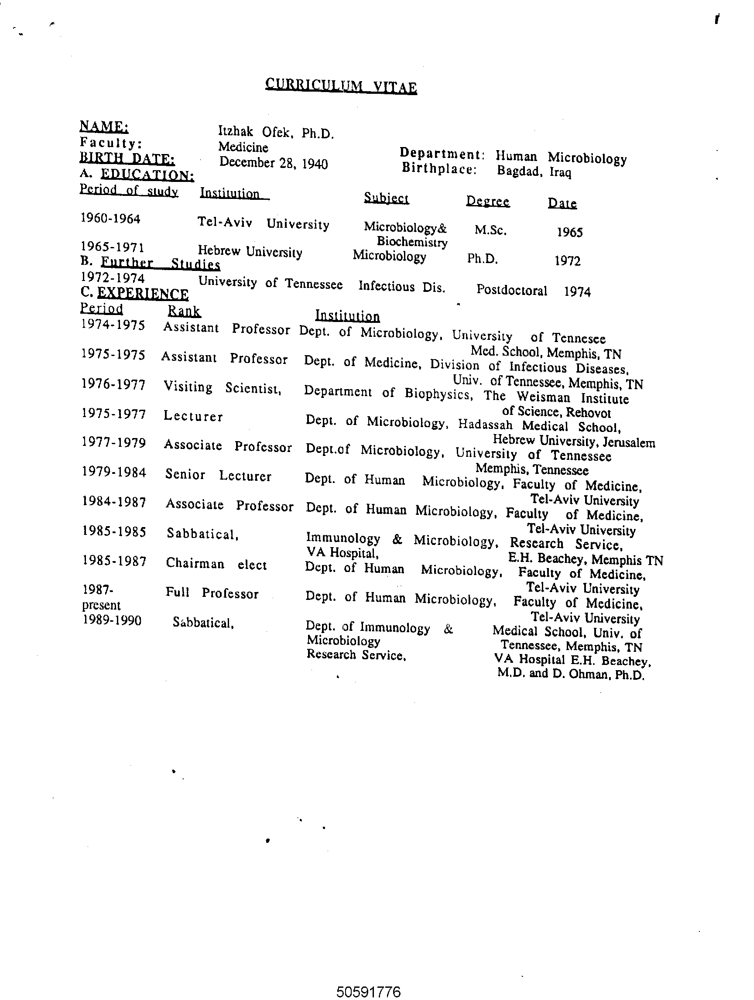 CURRICULUM VITAE
NAME: Itzhak Ofek, Ph.D.
Faculty: Medicine Department: Human Microbiology
BIRTH DATE: December 28, 1940 Birthplace: Bagdad, Iraq
A. EDUCATION:
Period of study Institution Subject Degree Date
1960-1964 Tel-Aviv University Microbiology& M.Sc. 1965
Biochemistry
1965-1971 Hebrew University Microbiology Ph.D. 1972
B. Further Studies
1972-1974 University of Tennessee Infectious Dis. Postdoctoral 1974
C. EXPERIENCE
Period Rank Institution
1974-1975 Assistant Professor Dept. of Microbiology, University of Tennesee
Med. School, Memphis, TN
1975-1975 Assistant Professor Dept. of Medicine, Division of Infectious Diseases,
Univ. of Tennessee, Memphis, TN
1976-1977 Visiting Scientist, Department of Biophysics, The Weisman Institute
of Science, Rehovot
1975-1977 Lecturer Dept. of Microbiology, Hadassah Medical School,
Hebrew University, Jerusalem
1977-1979 Associate Professor Dept.of Microbiology, University of Tennessee
Memphis, Tennessee
1979-1984 Senior Lecturer Dept. of Human Microbiology, Faculty of Medicine,
Tel-Aviv University
1984-1987 Associate Professor Dept. of Human Microbiology, Faculty of Medicine,
Tel-Aviv University
1985-1985 Sabbatical, Immunology & Microbiology, Research Service,
VA Hospital, E.H. Beachey, Memphis TN
1985-1987 Chairman elect Dept. of Human Microbiology, Faculty of Medicine,
Tel-Aviv University
1987- Full Professor Dept. of Human Microbiology, Faculty of Medicine,
present Tel-Aviv University
1989-1990 Sabbatical, Dept. of Immunology & Medical School, Univ. of
Microbiology Tennessee, Memphis, TN
Research Service, VA Hospital E.H. Beachey,
M.D. and D. Ohman, Ph.D.
50591776